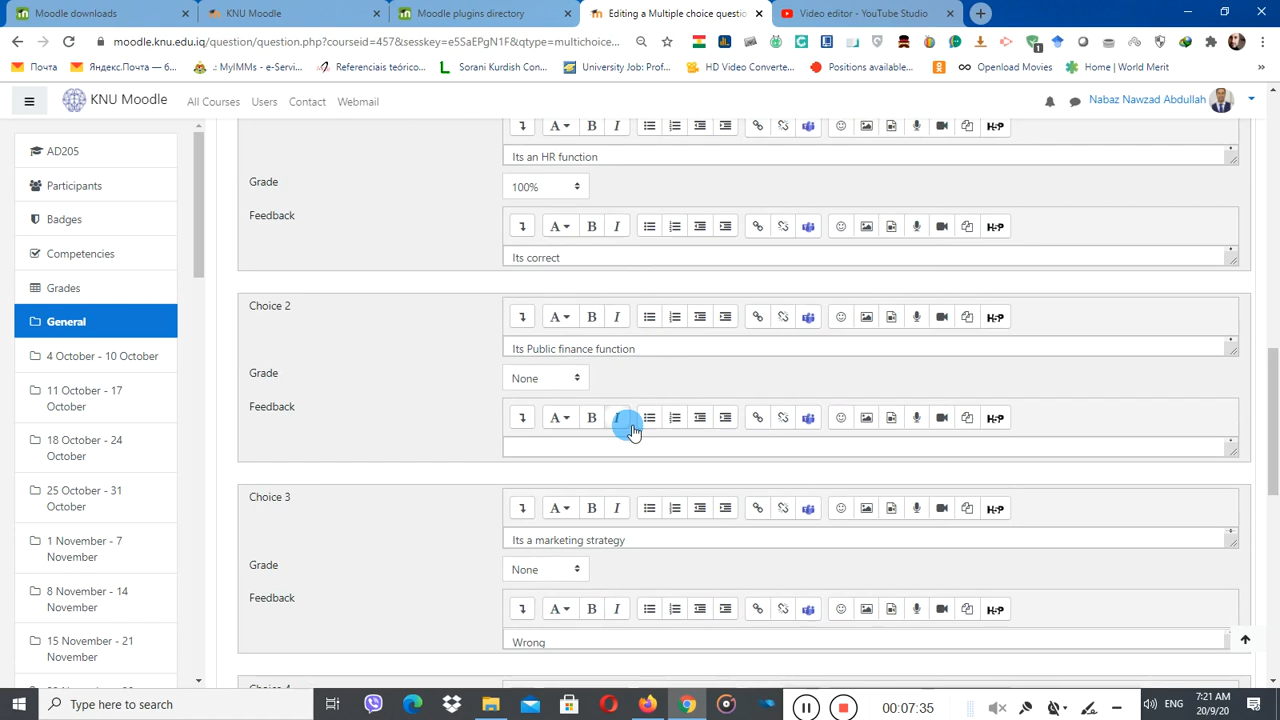 Moodle downloads
KNU Moodle
Moodle plugins directory
Editing a Multiple choice questio
Video editor - YouTube Studio
moodle.knu.edu.iq/question/question.php?courseid=457&sesskey=e5SaEPgN1F&qtype=multichoice...
Почта
Яндекс.Почта — 6...
.: MyIMMs - e-Servi...
Referenciais teórico...
Sorani Kurdish Con...
University Job: Prof...
HD Video Converte...
Positions available...
Openload Movies
Home | World Merit
KNU Moodle
All Courses
Users
Contact
Webmail
Nabaz Nawzad Abdullah
AD205
Participants
Badges
Competencies
Grades
General
4 October - 10 October
11 October - 17
October
18 October - 24
October
25 October - 31
October
1 November - 7
November
8 November - 14
November
15 November - 21
November
Its an HR function
Grade
100%
Feedback
Its correct
Choice 2
Its Public finance function
Grade
None
Feedback
Choice 3
Its a marketing strategy
Grade
None
Feedback
Wrong
Type here to search
00:07:35
ENG
7:21 AM
20/9/20